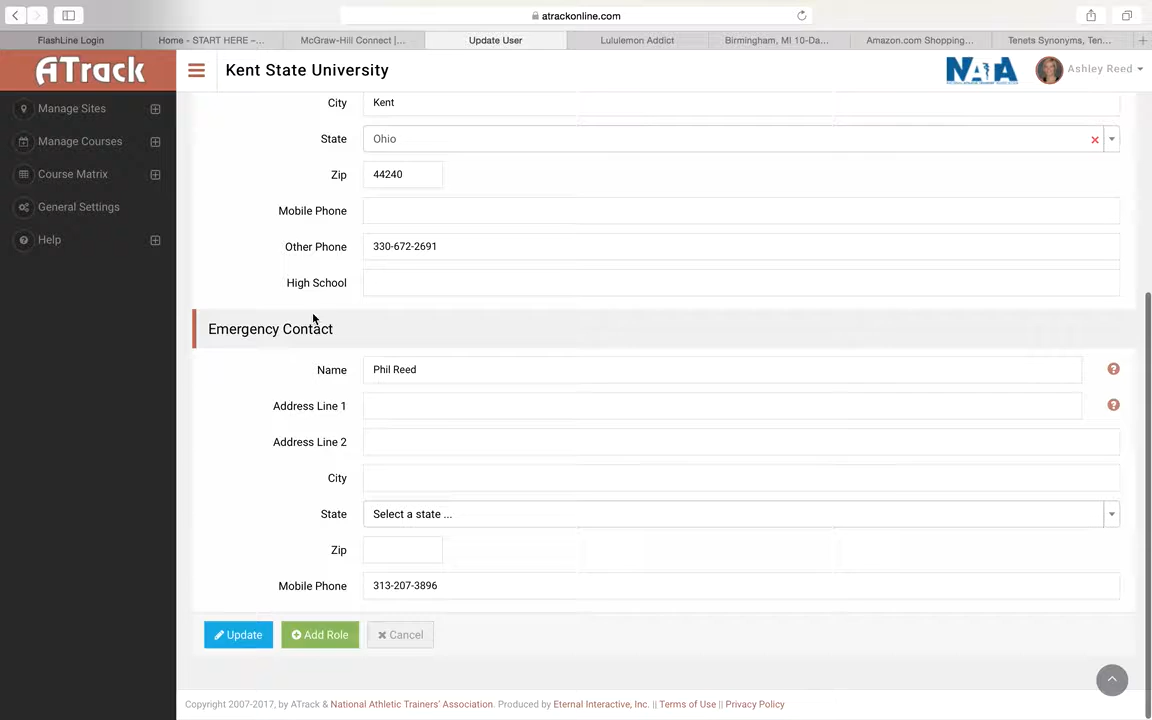 atrackonline.com
FlashLine Login
Home - START HERE –...
McGraw-Hill Connect |...
Update User
Lululemon Addict
Birmingham, MI 10-Da...
Amazon.com Shopping...
Tenets Synonyms, Ten...
ATrack
Kent State University
NATA
Ashley Reed
Manage Sites
Manage Courses
Course Matrix
General Settings
Help
City
Kent
State
Ohio
Zip
44240
Mobile Phone
Other Phone
330-672-2691
High School
Emergency Contact
Name
Phil Reed
Address Line 1
Address Line 2
City
State
Select a state ...
Zip
Mobile Phone
313-207-3896
Update
Add Role
Cancel
Copyright 2007-2017, by ATrack & National Athletic Trainers' Association. Produced by Eternal Interactive, Inc. || Terms of Use || Privacy Policy